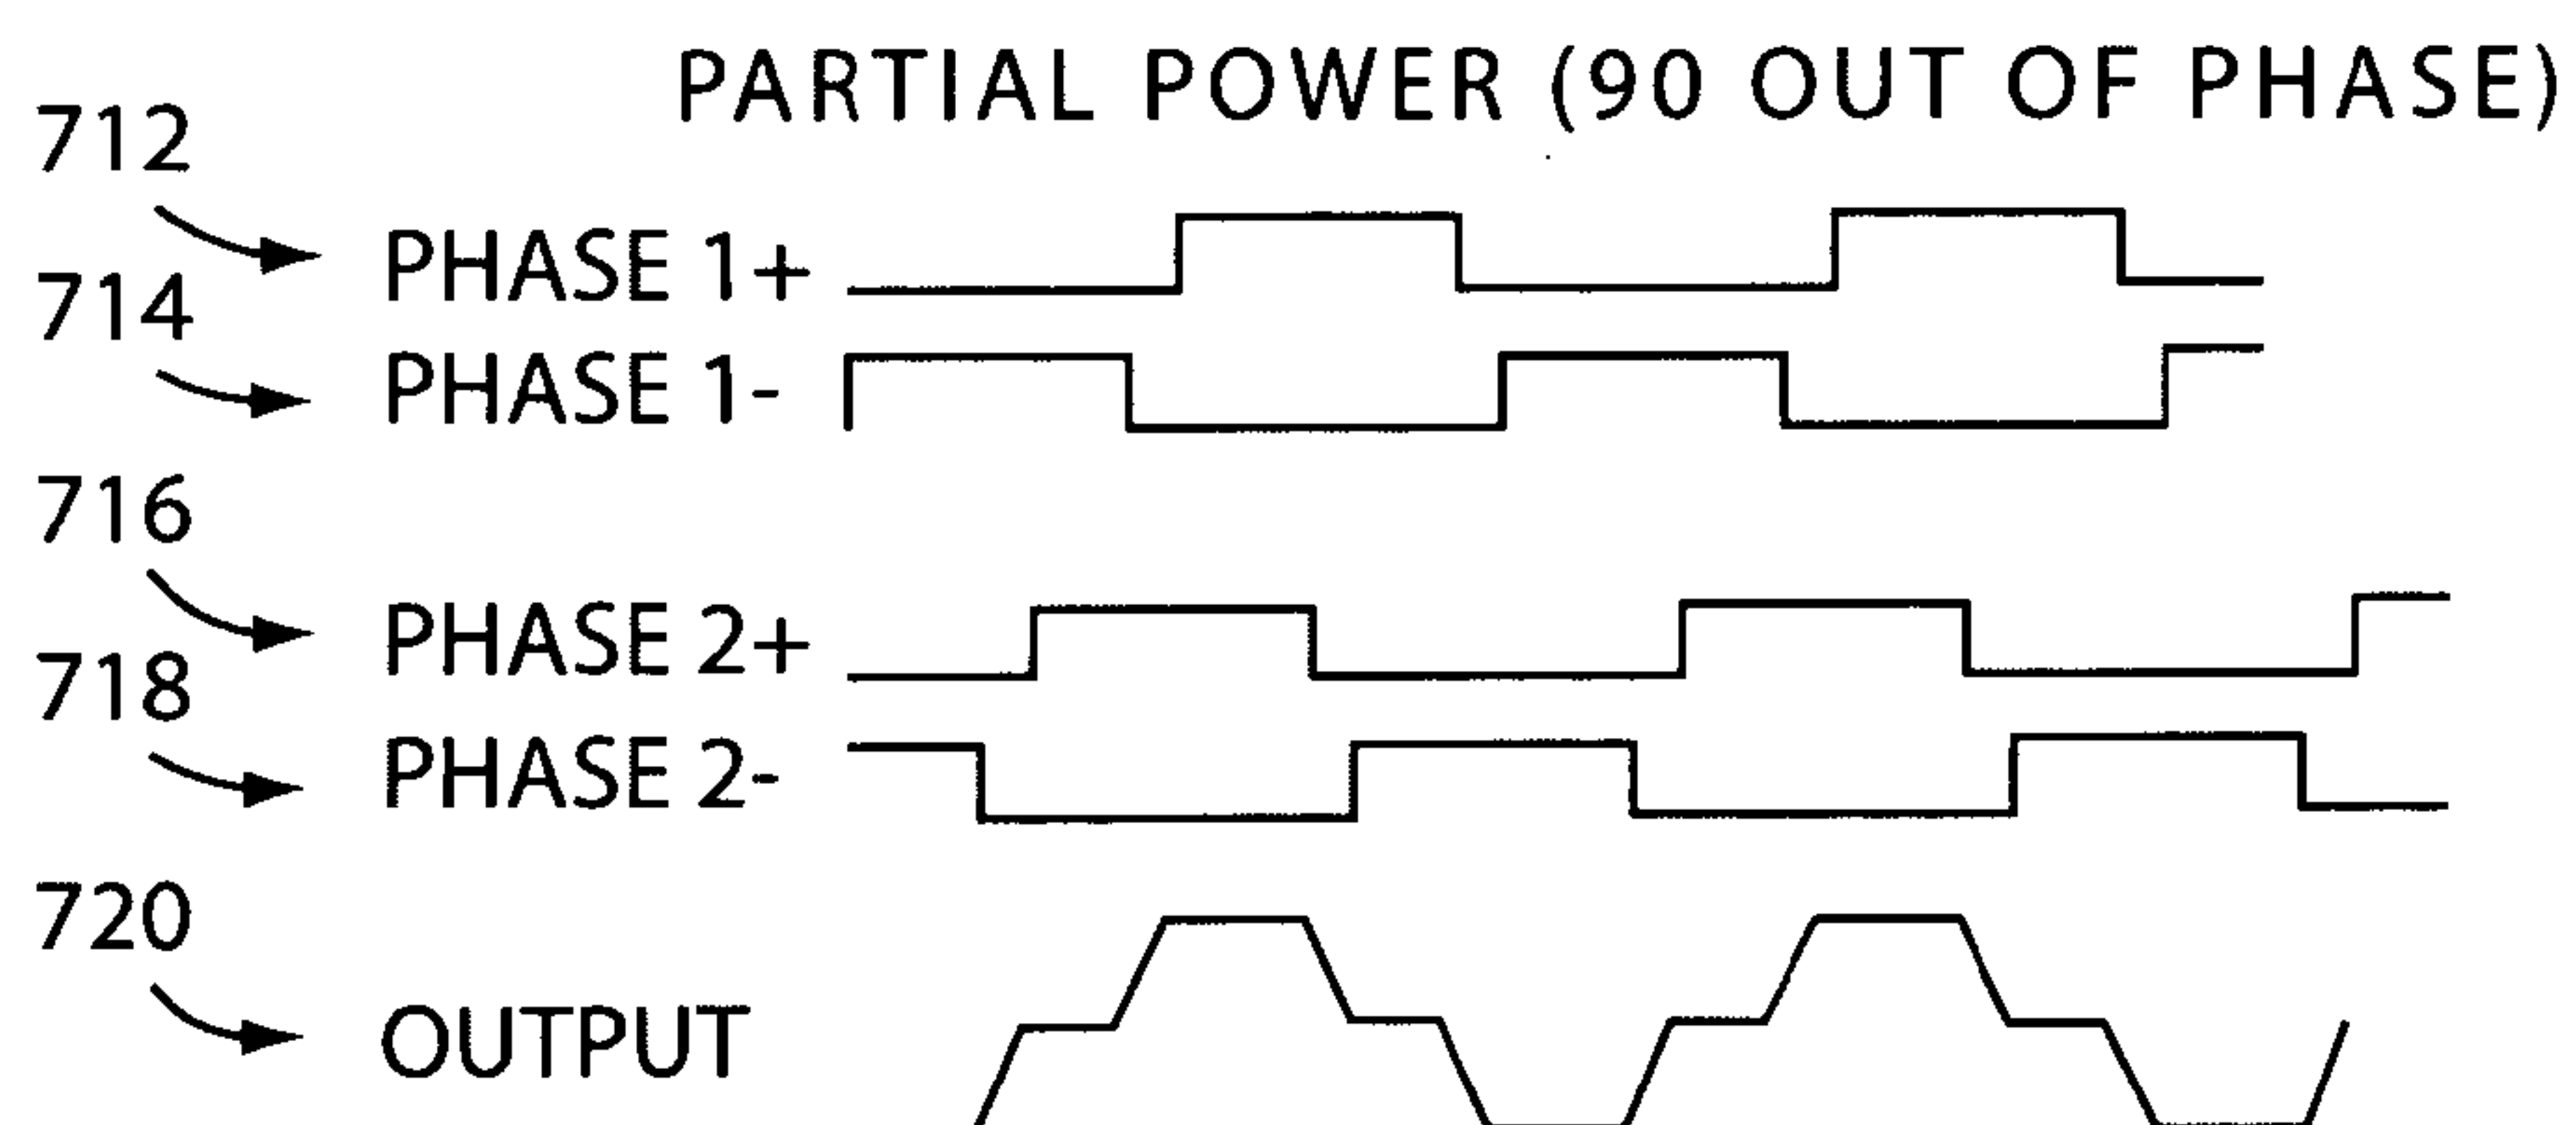 PARTIAL POWER (90 OUT OF PHASE)
712
PHASE 1+
714
PHASE 1-
716
PHASE 2+
718
PHASE 2-
720
OUTPUT